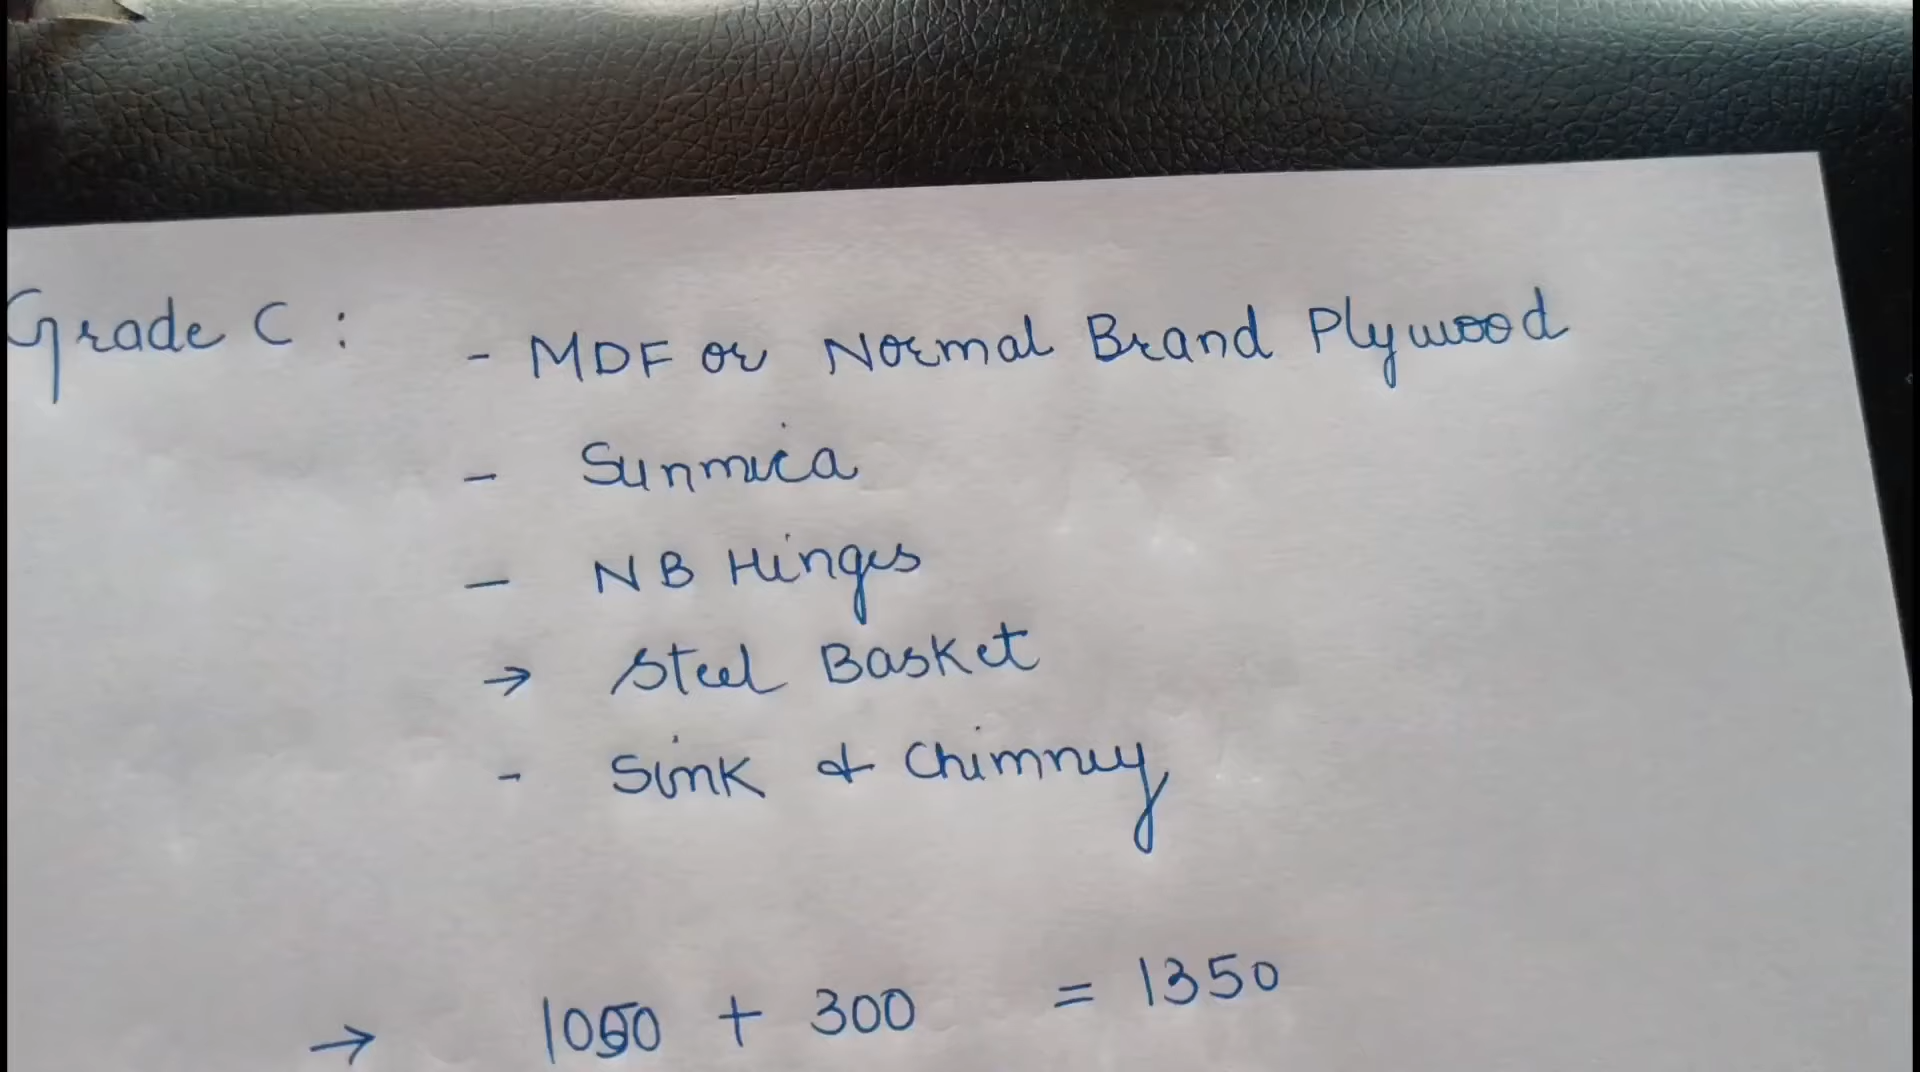 Grade C : - MDF or Normal Brand Plywood
- Sunmica
- NB Hinges
→ Steel Basket
- Sink & Chimney
→ 1050 + 300 = 1350